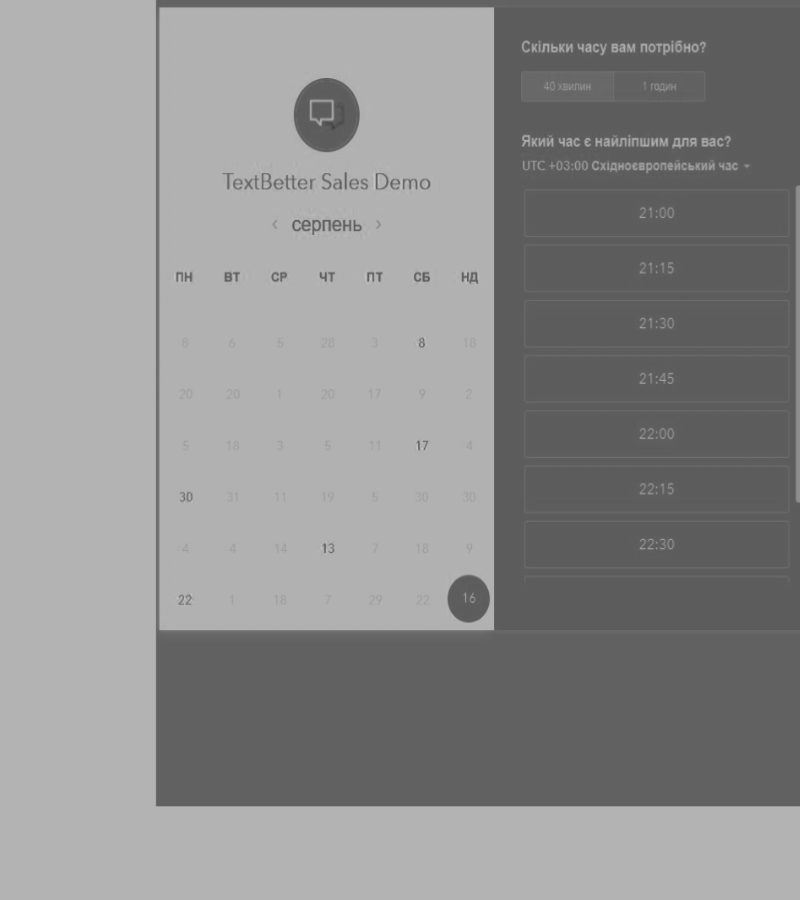 TextBetter Sales Demo
‹ серпень ›
ПН ВТ СР ЧТ ПТ СБ НД
8 6 5 28 3 8 18
20 20 1 20 17 9 2
5 18 3 5 11 17 4
30 31 11 19 5 30 30
4 4 14 13 7 18 9
22 1 18 7 29 22 16
Скільки часу вам потрібно?
40 хвилин 1 годин
Який час є найліпшим для вас?
UTC +03:00 Східноєвропейський час
21:00
21:15
21:30
21:45
22:00
22:15
22:30